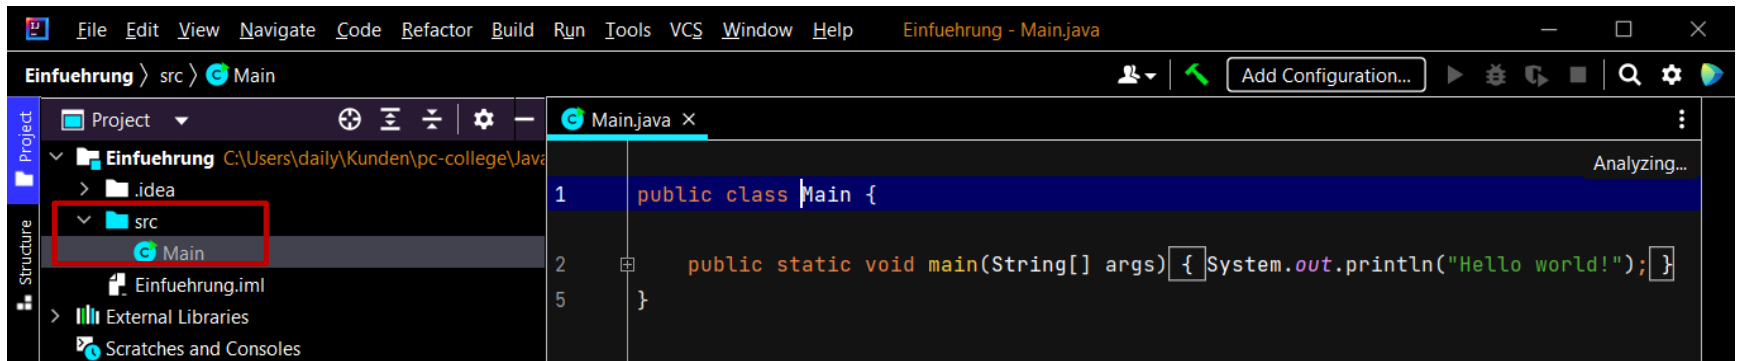 File Edit View Navigate Code Refactor Build Run Tools VCS Window Help Einfuehrung - Main.java
Einfuehrung > src > Main Add Configuration...
Project
Structure
Project
Einfuehrung C:\Users\daily\Kunden\pc-college\Java
.idea
src
Main
Einfuehrung.iml
External Libraries
Scratches and Consoles
Main.java
Analyzing...
1 public class Main {
2 public static void main(String[] args) { System.out.println("Hello world!"); }
5 }